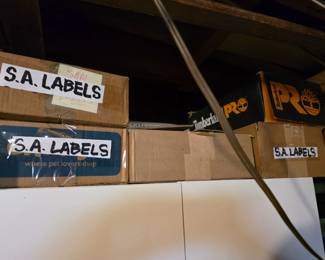 S.A. LABELS
S.A. LABELS
where pet lovers shop
Timberland PRO
PRO
S.A. LABELS